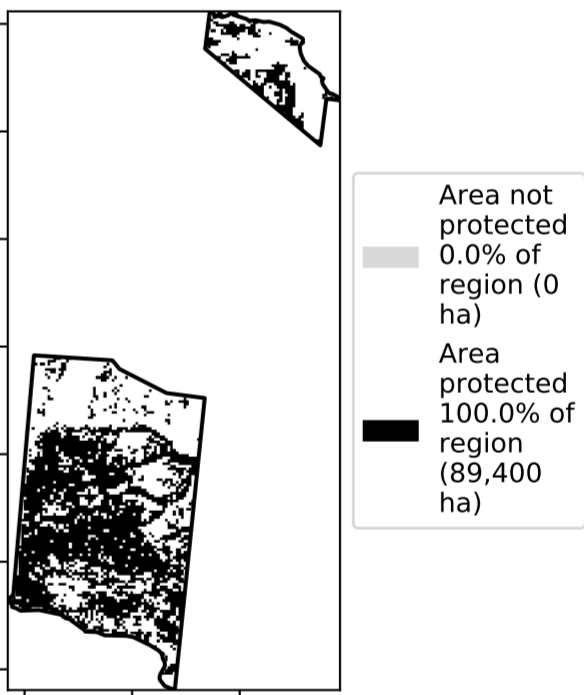 Area not
protected
0.0% of
region (0
ha)
Area
protected
100.0% of
region
(89,400
ha)